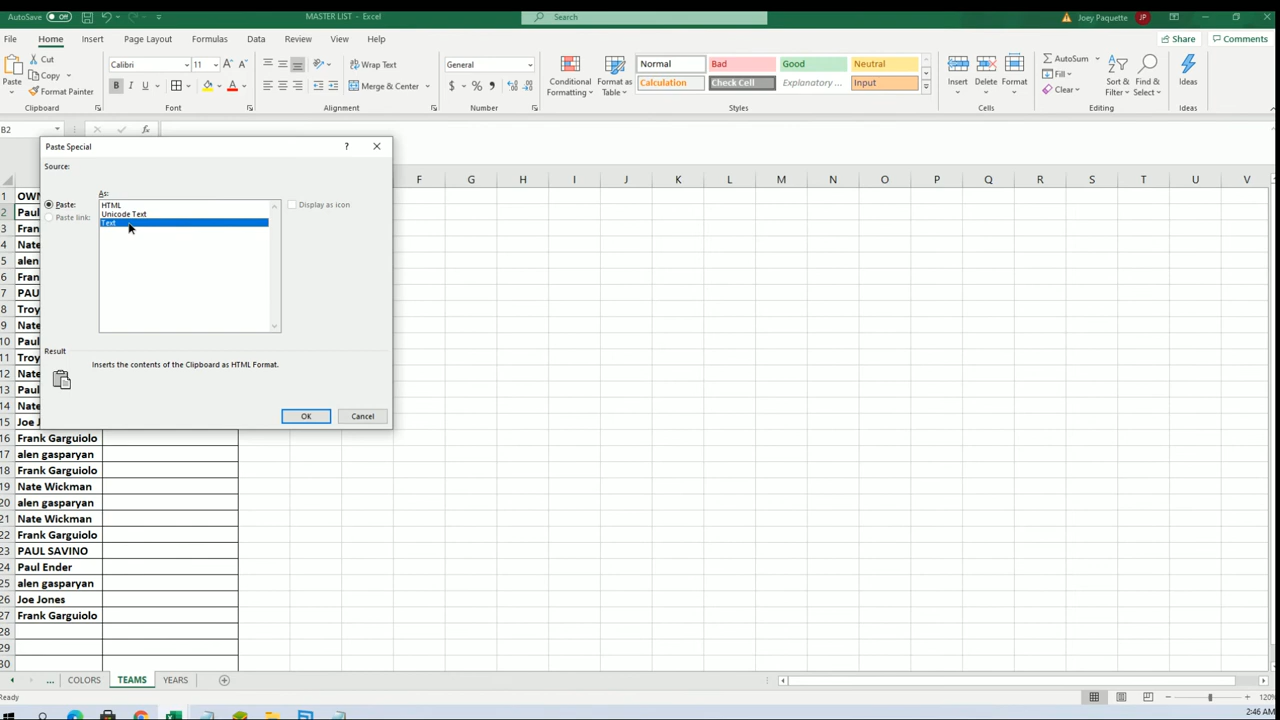 AutoSave Off MASTER LIST - Excel Search Joey Paquette JP
File Home Insert Page Layout Formulas Data Review View Help Share Comments
Paste Cut Copy Format Painter Clipboard
Calibri 11 A A B I U A Font
Wrap Text Merge & Center Alignment
General $ % , Number
Conditional Formatting Format as Table
Normal Bad Good Neutral
Calculation Check Cell Explanatory ... Input
Styles
Insert Delete Format Cells
AutoSum Fill Clear Sort & Filter Find & Select Editing
Ideas Ideas
B2 fx
Paste Special ? 
Source:
As:
Paste: HTML Display as icon
Paste link: Unicode Text
Text
Result
Inserts the contents of the Clipboard as HTML Format.
OK Cancel
F G H I J K L M N O P Q R S T U V
1 OWN
2 Paul
3 Fran
4 Nate
5 alen
6 Fran
7 PAU
8 Troy
9 Nate
10 Paul
11 Troy
12 Nate
13 Paul
14 Nate
15 Joe J
16 Frank Garguiolo
17 alen gasparyan
18 Frank Garguiolo
19 Nate Wickman
20 alen gasparyan
21 Nate Wickman
22 Frank Garguiolo
23 PAUL SAVINO
24 Paul Ender
25 alen gasparyan
26 Joe Jones
27 Frank Garguiolo
28
29
30
... COLORS TEAMS YEARS
Ready 120%
2:46 AM